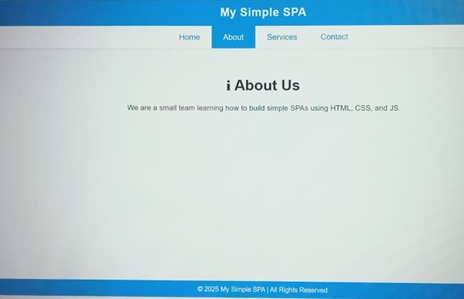 My Simple SPA
Home About Services Contact
ℹ About Us
We are a small team learning how to build simple SPAs using HTML, CSS, and JS.
© 2025 My Simple SPA | All Rights Reserved